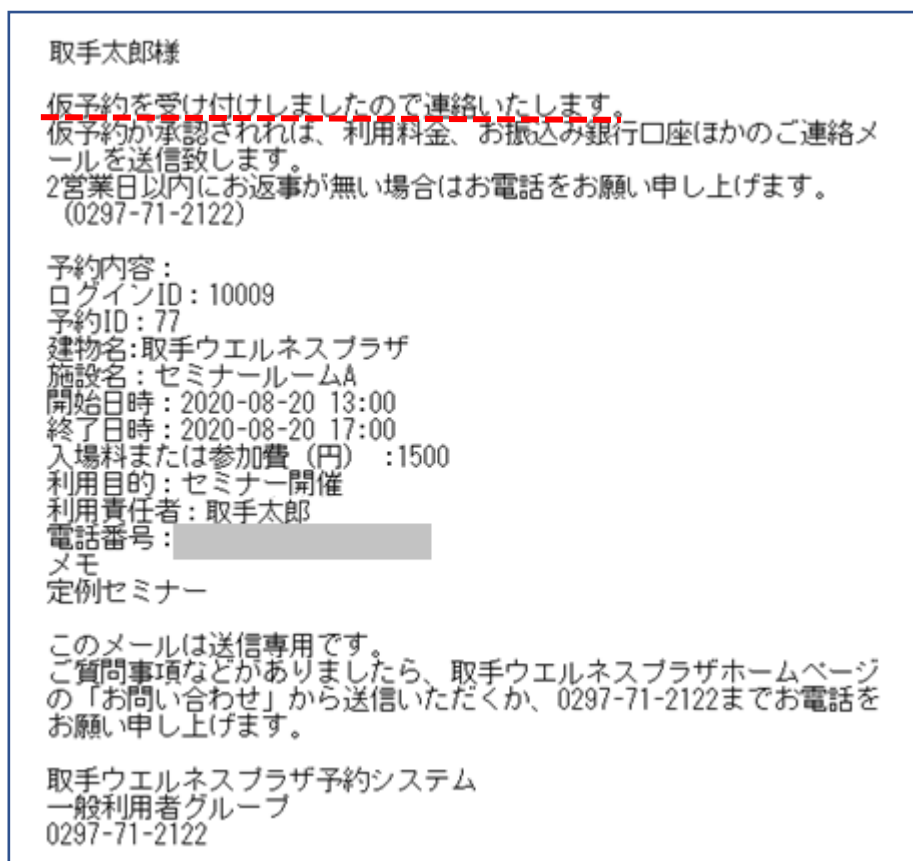 取手太郎様
仮予約を受け付けしましたので連絡いたします。
仮予約が承認されれば、利用料金、お振込み銀行口座ほかのご連絡メ
ールを送信致します。
2営業日以内にお返事が無い場合はお電話をお願い申し上げます。
(0297-71-2122)
予約内容：
ログインID：10009
予約ID：77
建物名:取手ウエルネスプラザ
施設名：セミナールームA
開始日時：2020-08-20 13:00
終了日時：2020-08-20 17:00
入場料または参加費（円） :1500
利用目的：セミナー開催
利用責任者：取手太郎
電話番号：
メモ
定例セミナー
このメールは送信専用です。
ご質問事項などがありましたら、取手ウエルネスプラザホームページ
の「お問い合わせ」から送信いただくか、0297-71-2122までお電話を
お願い申し上げます。
取手ウエルネスプラザ予約システム
一般利用者グループ
0297-71-2122